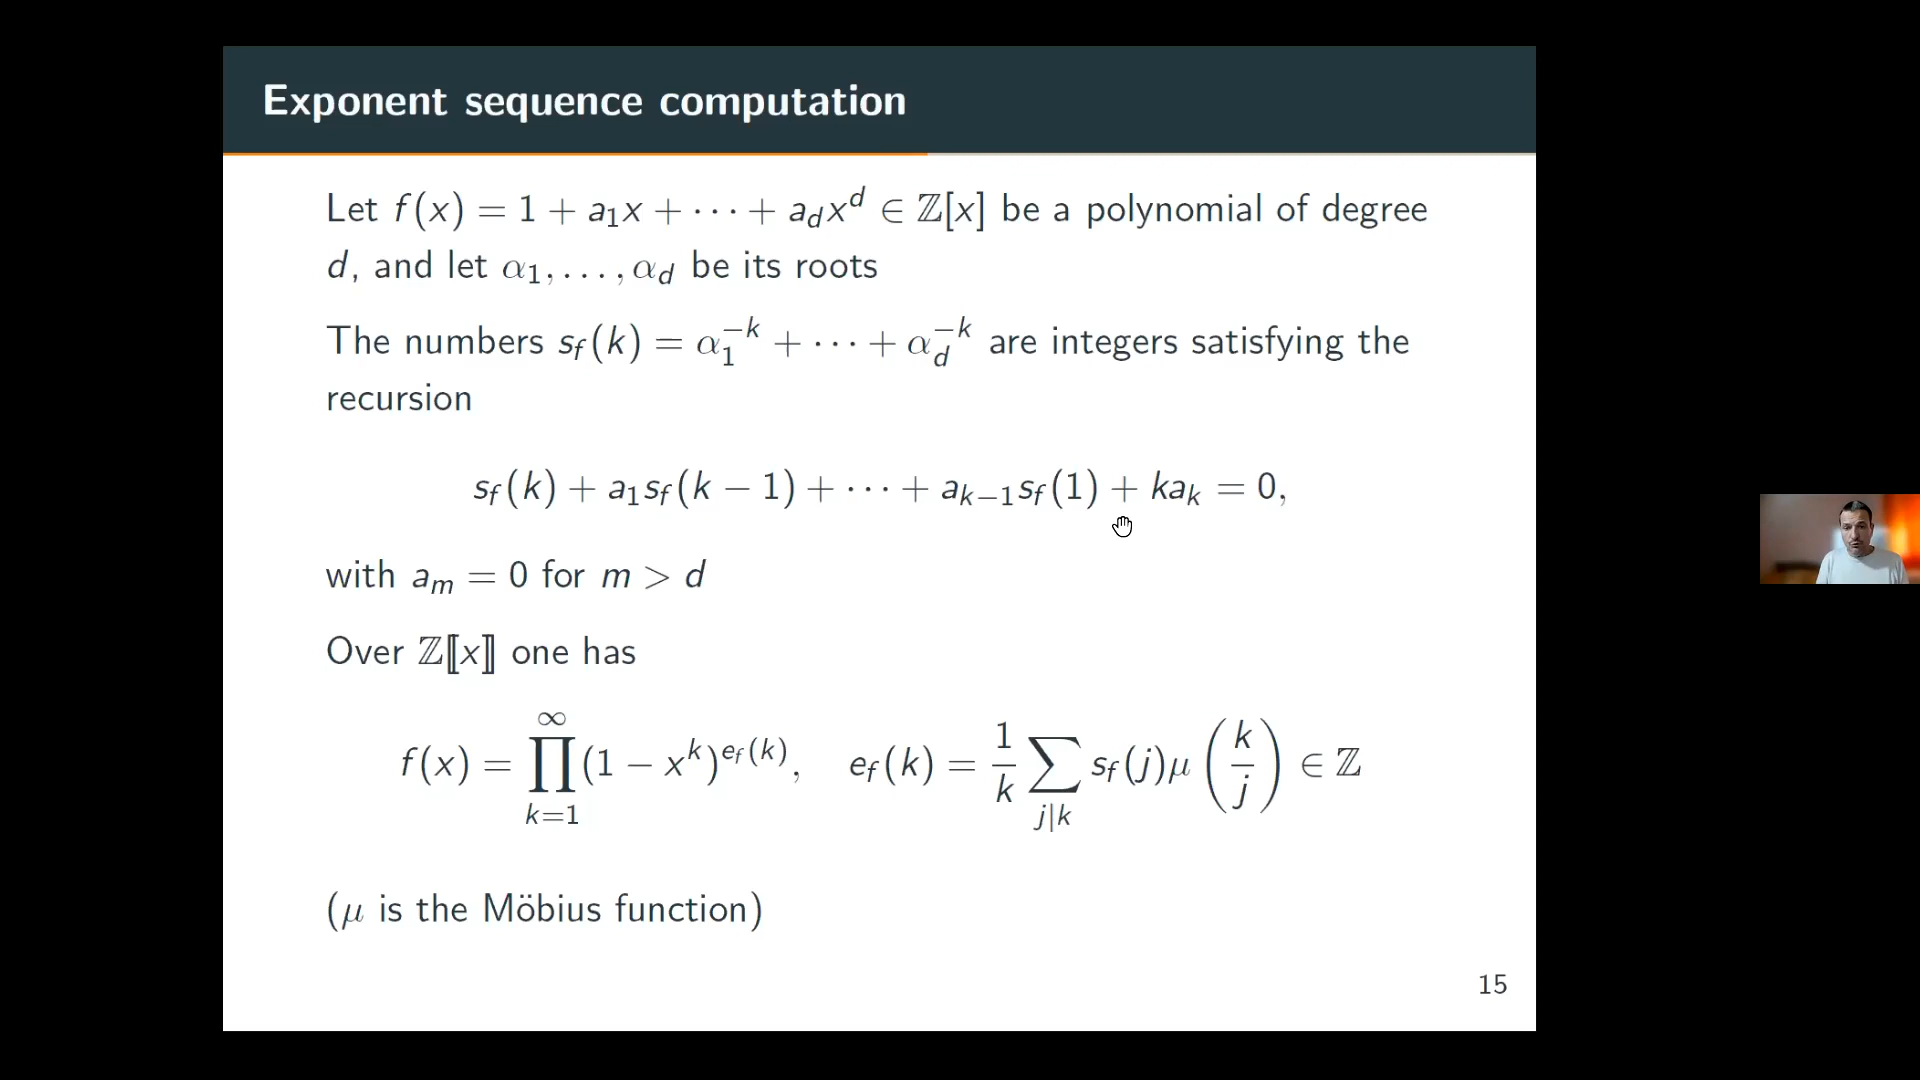 Exponent sequence computation
Let f(x) = 1 + a₁x + ⋯ + a_d x^d ∈ ℤ[x] be a polynomial of degree
d, and let α₁, …, α_d be its roots
The numbers s_f(k) = α₁^{−k} + ⋯ + α_d^{−k} are integers satisfying the
recursion
s_f(k) + a₁s_f(k − 1) + ⋯ + a_{k−1}s_f(1) + ka_k = 0,
with a_m = 0 for m > d
Over ℤ⟦x⟧ one has
f(x) = ∏_{k=1}^{∞} (1 − x^k)^{e_f(k)}, e_f(k) = \frac{1}{k} ∑_{j|k} s_f(j)μ(\frac{k}{j}) ∈ ℤ
(μ is the Möbius function)
15